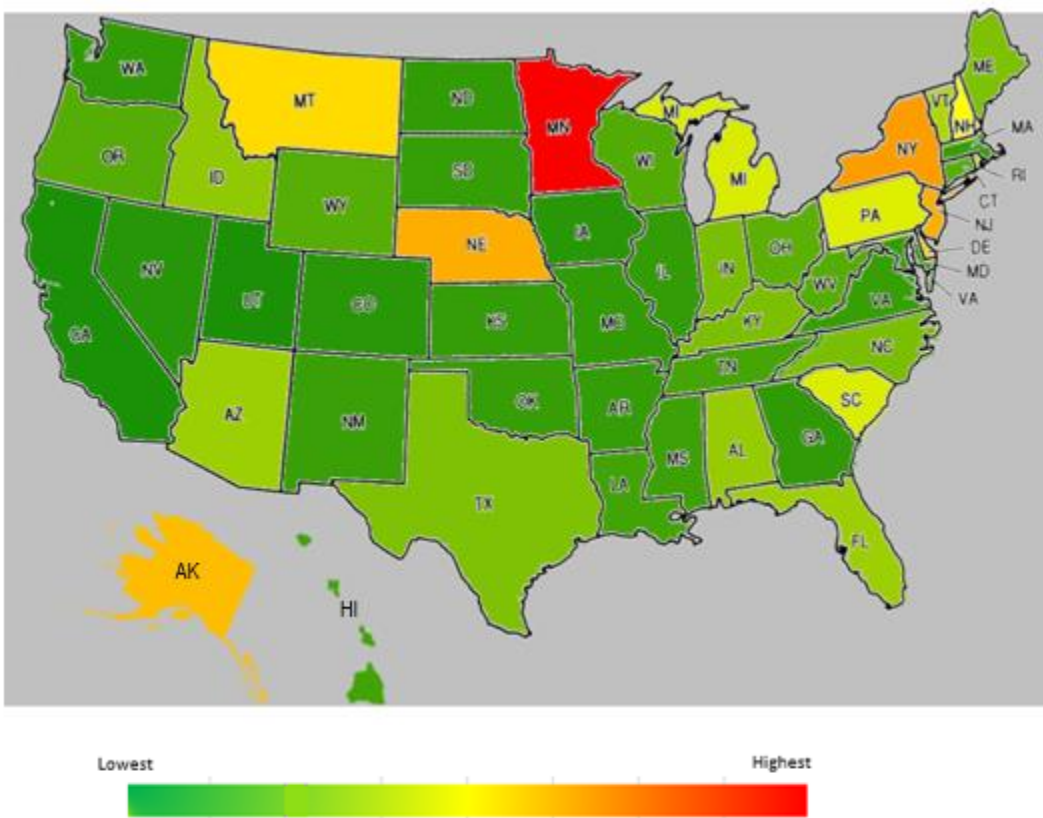 WA
MT
ND
MN
MI
ME
VT
NH
MA
OR
ID
SD
WI
NY
RI
WY
MI
CT
PA
NJ
NE
IA
DE
NV
UT
CO
IL
IN
OH
MD
WV
VA
VA
CA
KS
MO
KY
NC
TN
AZ
NM
OK
AR
SC
MS
AL
GA
TX
LA
FL
AK
HI
Lowest
Highest